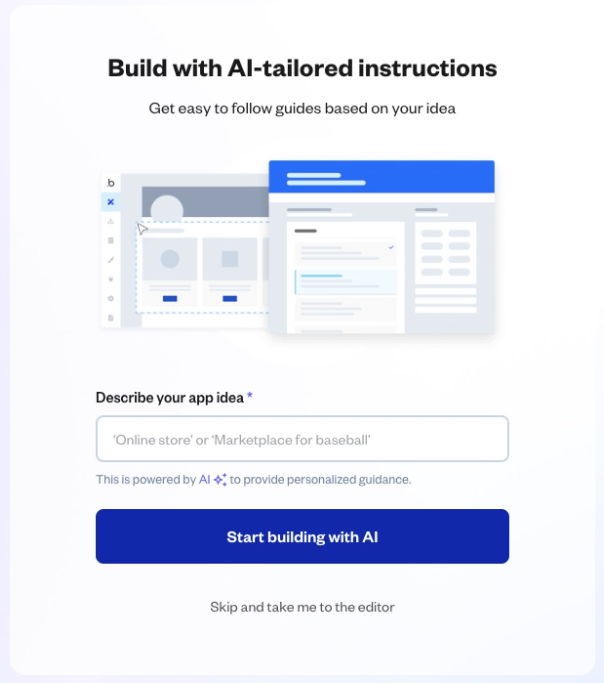 Build with AI-tailored instructions
Get easy to follow guides based on your idea
.b
Describe your app idea *
'Online store' or 'Marketplace for baseball'
This is powered by AI to provide personalized guidance.
Start building with AI
Skip and take me to the editor